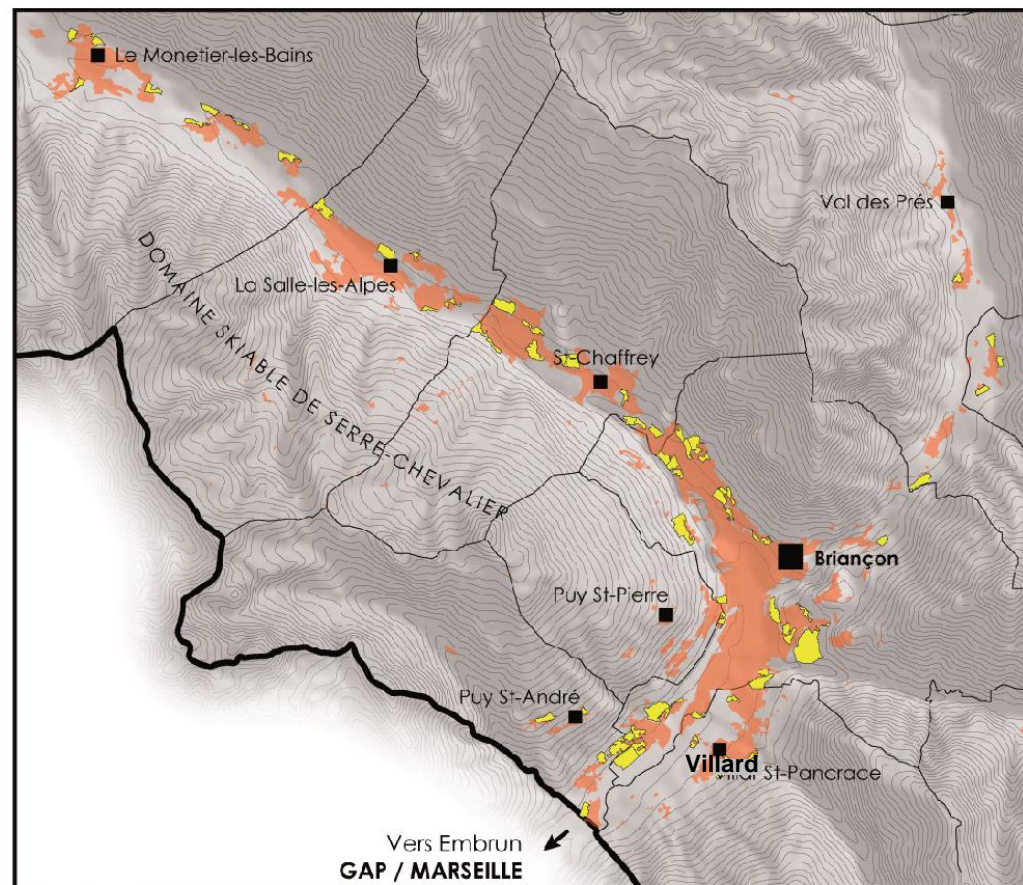 Le Monetier-les-Bains
Val des Prés
La Salle-les-Alpes
DOMAINE SKIABLE DE SERRE-CHEVALIER
St-Chaffrey
Briançon
Puy St-Pierre
Puy St-André
Villard
St-Pancrace
Vers Embrun
GAP / MARSEILLE